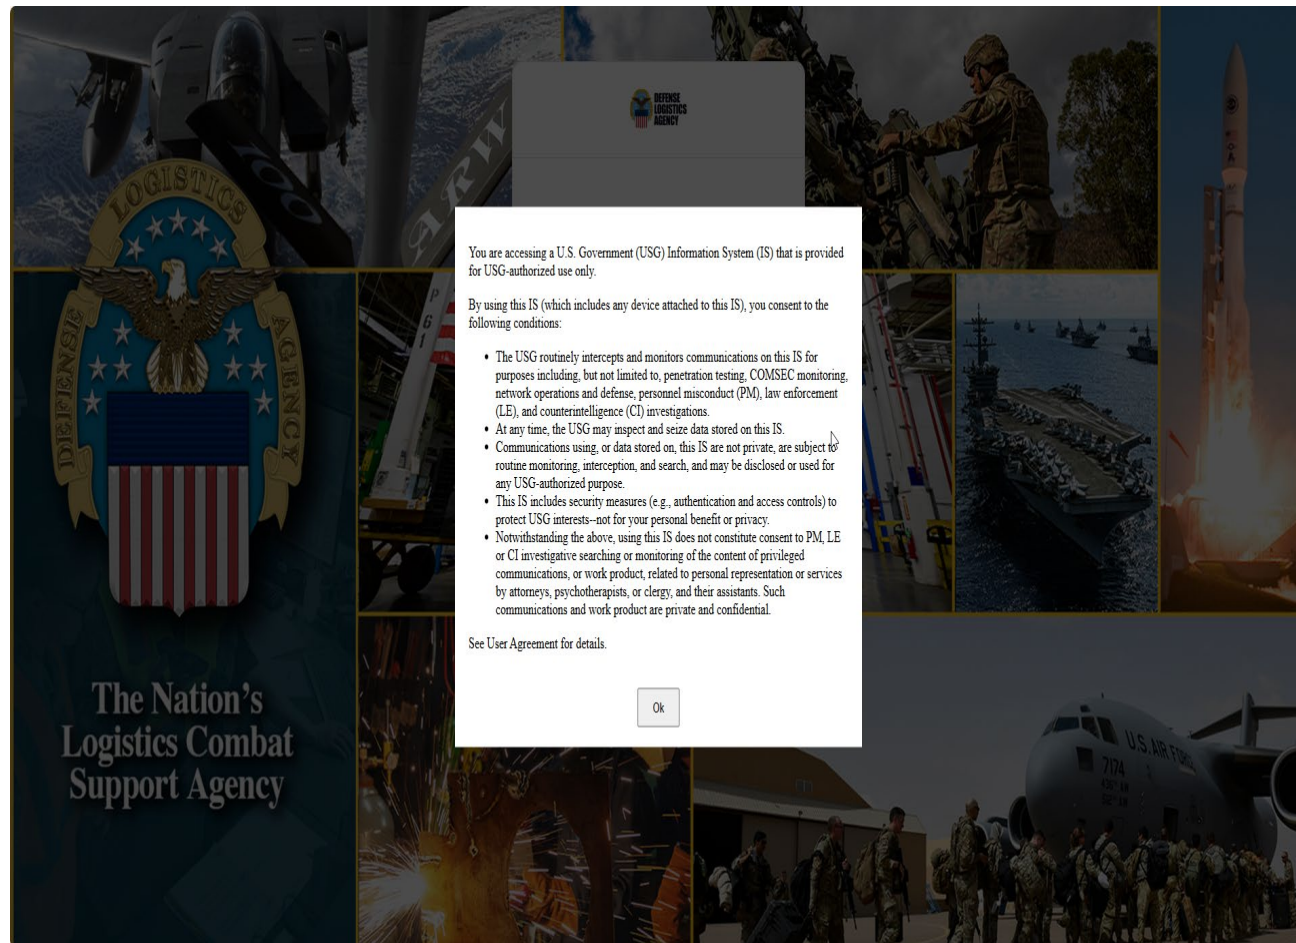 DEFENSE
LOGISTICS
AGENCY
LOGISTICS
DEFENSE
AGENCY
You are accessing a U.S. Government (USG) Information System (IS) that is provided
for USG-authorized use only.
By using this IS (which includes any device attached to this IS), you consent to the
following conditions:
• The USG routinely intercepts and monitors communications on this IS for
purposes including, but not limited to, penetration testing, COMSEC monitoring,
network operations and defense, personnel misconduct (PM), law enforcement
(LE), and counterintelligence (CI) investigations.
• At any time, the USG may inspect and seize data stored on this IS.
• Communications using, or data stored on, this IS are not private, are subject to
routine monitoring, interception, and search, and may be disclosed or used for
any USG-authorized purpose.
• This IS includes security measures (e.g., authentication and access controls) to
protect USG interests--not for your personal benefit or privacy.
• Notwithstanding the above, using this IS does not constitute consent to PM, LE
or CI investigative searching or monitoring of the content of privileged
communications, or work product, related to personal representation or services
by attorneys, psychotherapists, or clergy, and their assistants. Such
communications and work product are private and confidential.
See User Agreement for details.
Ok
The Nation's
Logistics Combat
Support Agency
U.S. AIR FORCE
7174